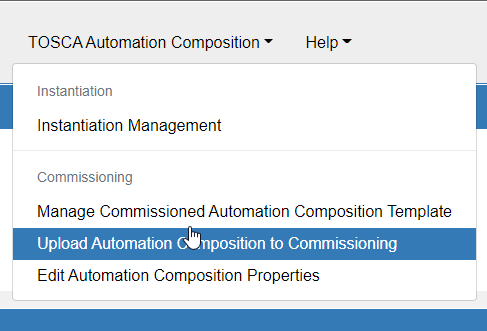 TOSCA Automation Composition
Help
Instantiation
Instantiation Management
Commissioning
Manage Commissioned Automation Composition Template
Upload Automation Composition to Commissioning
Edit Automation Composition Properties